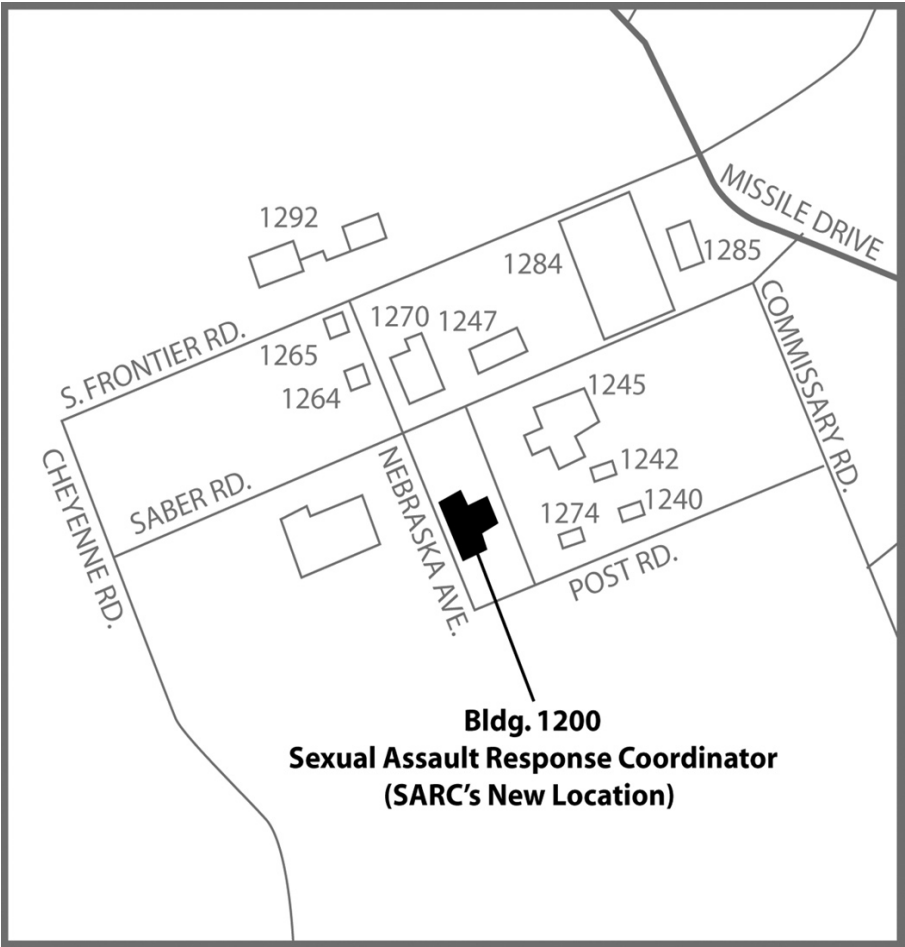 MISSILE DRIVE
1292
1284
1285
1270
1247
S. FRONTIER RD.
1265
1264
COMMISSARY RD.
1245
CHEYENNE RD.
SABER RD.
NEBRASKA AVE.
1242
1240
1274
POST RD.
Bldg. 1200
Sexual Assault Response Coordinator
(SARC’s New Location)